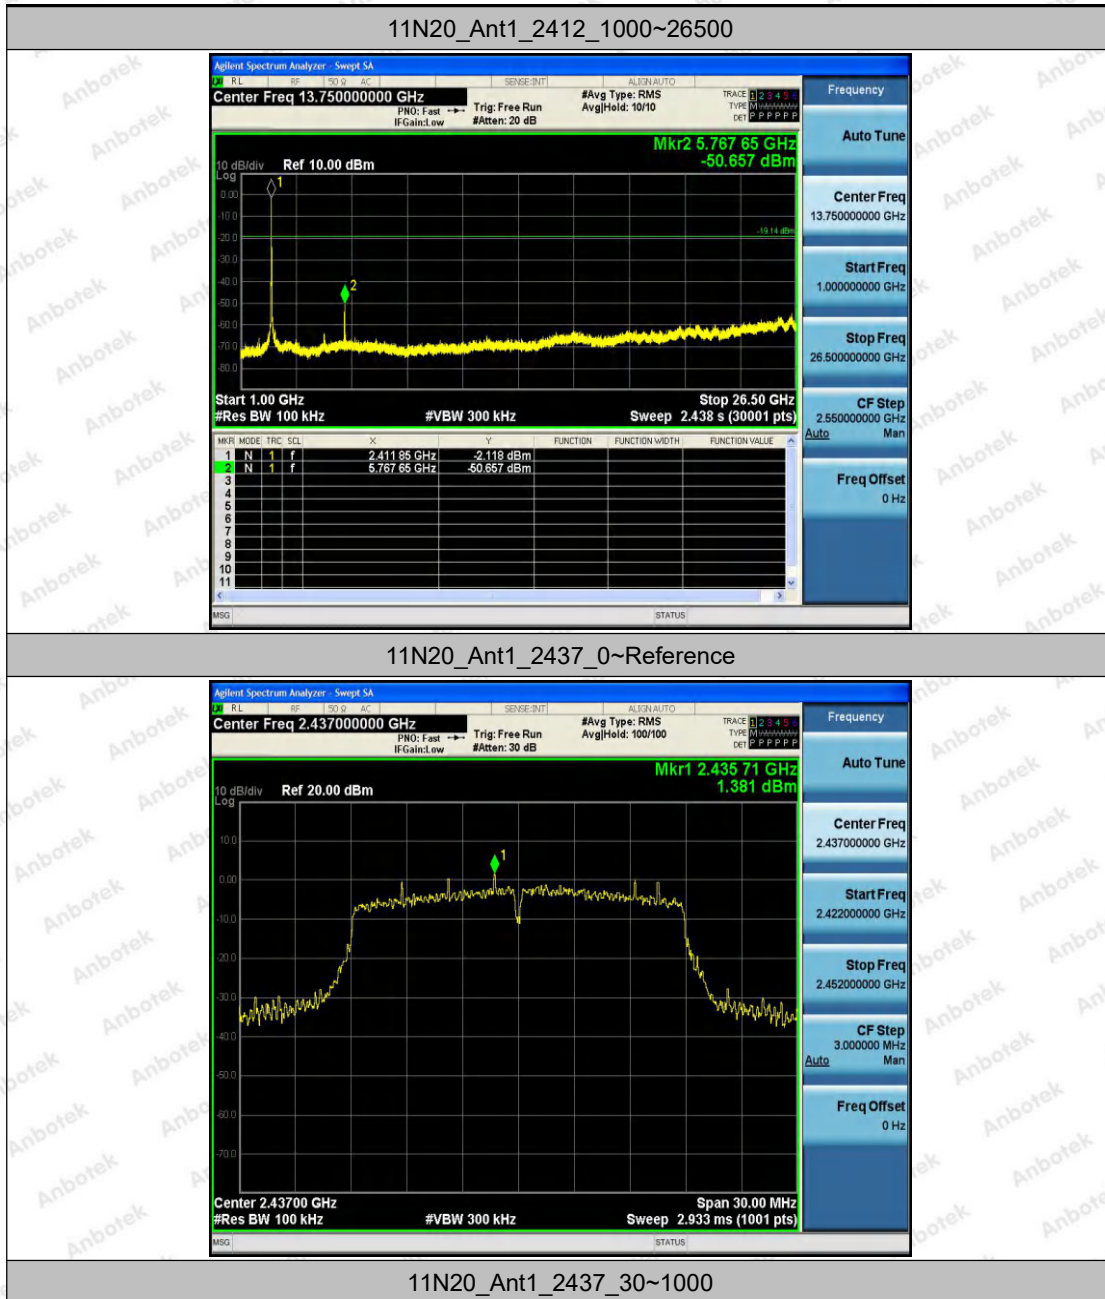 11N20_Ant1_2412_1000~26500
Agilent Spectrum Analyzer - Swept SA
RL RF 50 Ω AC SENSE:INT ALIGN AUTO
Center Freq 13.750000000 GHz
PNO: Fast
IFGain:Low
Trig: Free Run
#Atten: 20 dB
#Avg Type: RMS
Avg|Hold: 10/10
TRACE 1 2 3 4 5 6
TYPE M
DET P P P P P P
Mkr2 5.767 65 GHz
-50.657 dBm
10 dB/div Ref 10.00 dBm
Log
0.00
-10.0
-20.0
-30.0
-40.0
-50.0
-60.0
-70.0
-80.0
1
2
-19.14 dBm
Start 1.00 GHz Stop 26.50 GHz
#Res BW 100 kHz #VBW 300 kHz Sweep 2.438 s (30001 pts)
MKR MODE TRC SCL X Y FUNCTION FUNCTION WIDTH FUNCTION VALUE
1 N 1 f 2.411 85 GHz -2.118 dBm
2 N 1 f 5.767 65 GHz -50.657 dBm
3
4
5
6
7
8
9
10
11
MSG STATUS
Frequency
Auto Tune
Center Freq
13.750000000 GHz
Start Freq
1.000000000 GHz
Stop Freq
26.500000000 GHz
CF Step
2.550000000 GHz
Auto Man
Freq Offset
0 Hz
11N20_Ant1_2437_0~Reference
Agilent Spectrum Analyzer - Swept SA
RL RF 50 Ω AC SENSE:INT ALIGN AUTO
Center Freq 2.437000000 GHz
PNO: Fast
IFGain:Low
Trig: Free Run
#Atten: 30 dB
#Avg Type: RMS
Avg|Hold: 100/100
TRACE 1 2 3 4 5 6
TYPE M
DET P P P P P P
Mkr1 2.435 71 GHz
1.381 dBm
10 dB/div Ref 20.00 dBm
Log
10.0
0.00
-10.0
-20.0
-30.0
-40.0
-50.0
-60.0
-70.0
1
Center 2.43700 GHz Span 30.00 MHz
#Res BW 100 kHz #VBW 300 kHz Sweep 2.933 ms (1001 pts)
MSG STATUS
Frequency
Auto Tune
Center Freq
2.437000000 GHz
Start Freq
2.422000000 GHz
Stop Freq
2.452000000 GHz
CF Step
3.000000 MHz
Auto Man
Freq Offset
0 Hz
11N20_Ant1_2437_30~1000